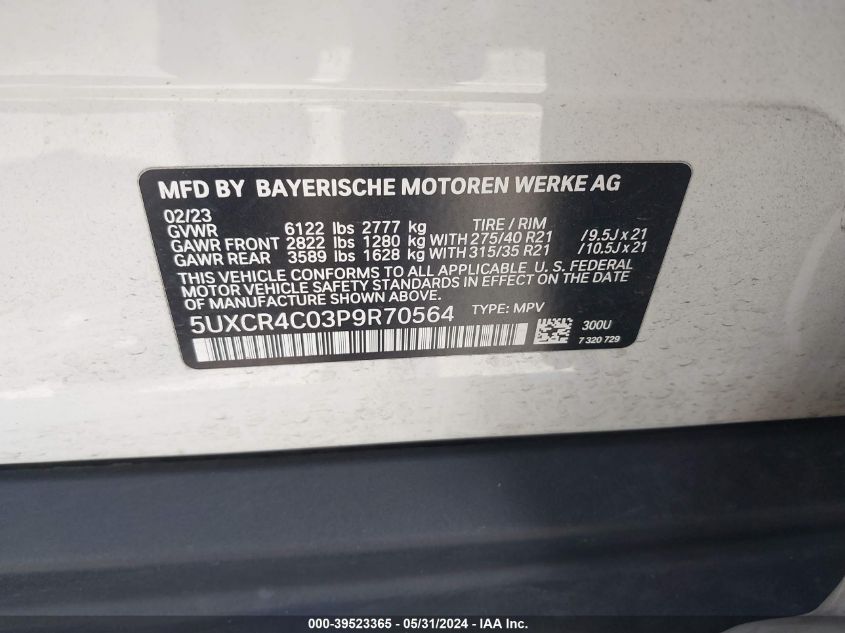 MFD BY BAYERISCHE MOTOREN WERKE AG
02/23
GVWR 6122 lbs 2777 kg TIRE / RIM
GAWR FRONT 2822 lbs 1280 kg WITH 275/40 R21 /9.5J x 21
GAWR REAR 3589 lbs 1628 kg WITH 315/35 R21 /10.5J x 21
THIS VEHICLE CONFORMS TO ALL APPLICABLE U. S. FEDERAL
MOTOR VEHICLE SAFETY STANDARDS IN EFFECT ON THE DATE
OF MANUFACTURE SHOWN ABOVE.
5UXCR4C03P9R70564 TYPE: MPV
300U
7 320 729
000-39523365 - 05/31/2024 - IAA Inc.